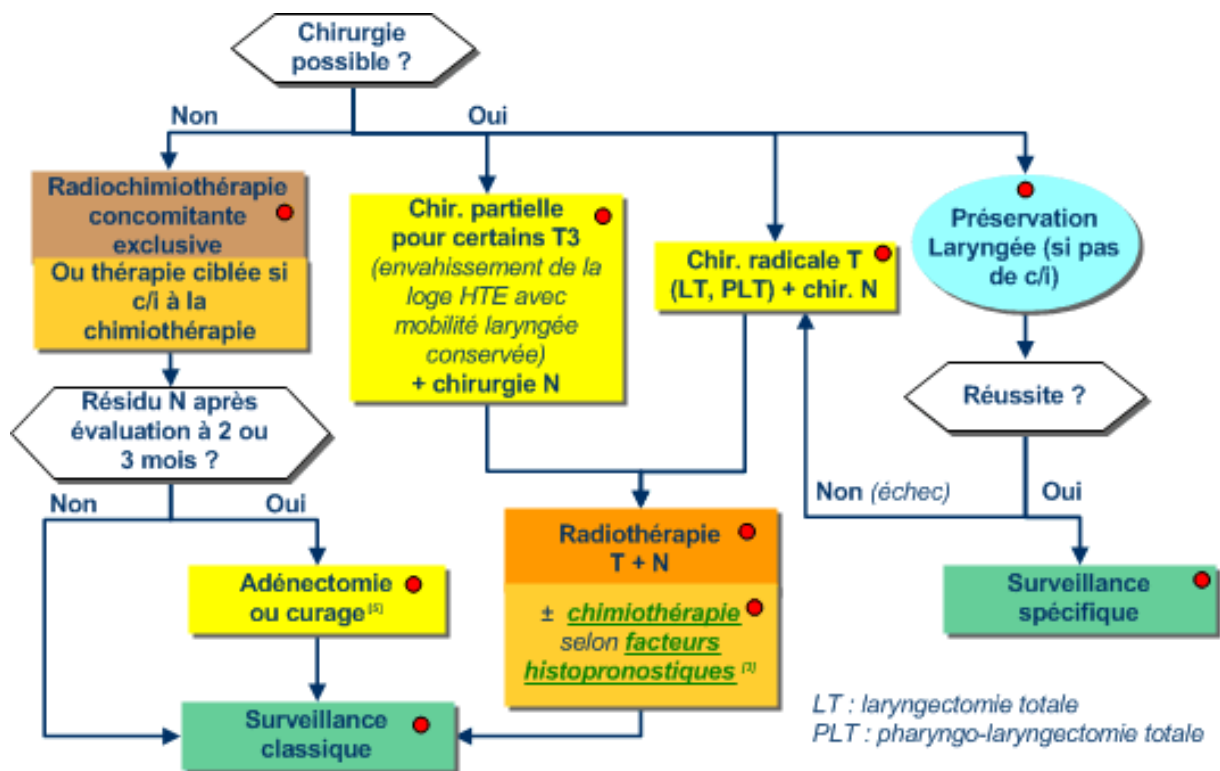 Chirurgie
possible ?
Non
Oui
Radiochimiothérapie
concomitante
exclusive
Ou thérapie ciblée si
c/i à la
chimiothérapie
Chir. partielle
pour certains T3
(envahissement de la
loge HTE avec
mobilité laryngée
conservée)
+ chirurgie N
Chir. radicale T
(LT, PLT) + chir. N
Préservation
Laryngée (si pas
de c/i)
Résidu N après
évaluation à 2 ou
3 mois ?
Réussite ?
Non
Oui
Non (échec)
Oui
Adénectomie
ou curage [5]
Radiothérapie
T + N
± chimiothérapie
selon facteurs
histopronostiques [3]
Surveillance
spécifique
Surveillance
classique
LT : laryngectomie totale
PLT : pharyngo-laryngectomie totale